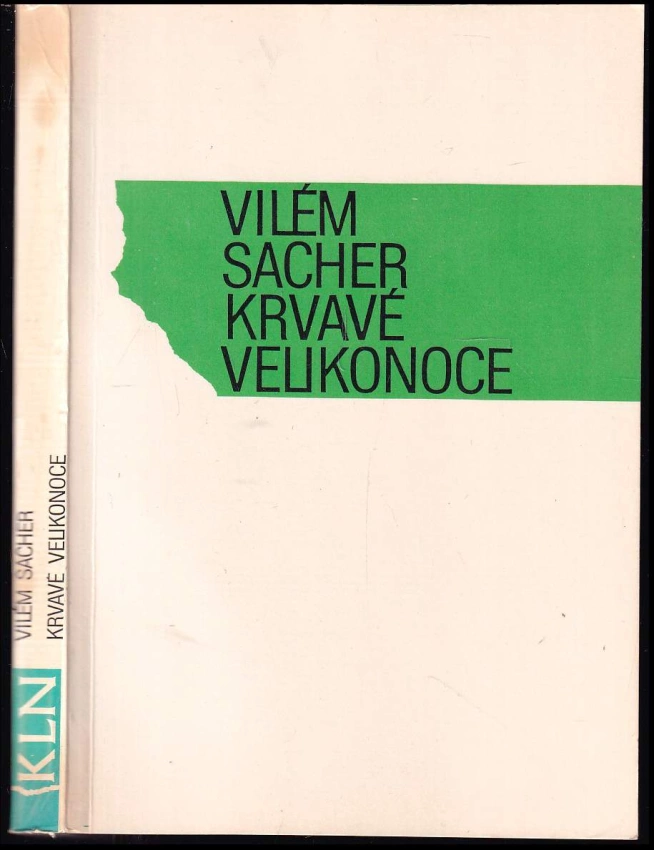 VILÉM
SACHER
KRVAVÉ
VELIKONOCE
VILÉM SACHER
KRVAVÉ VELIKONOCE
KLN